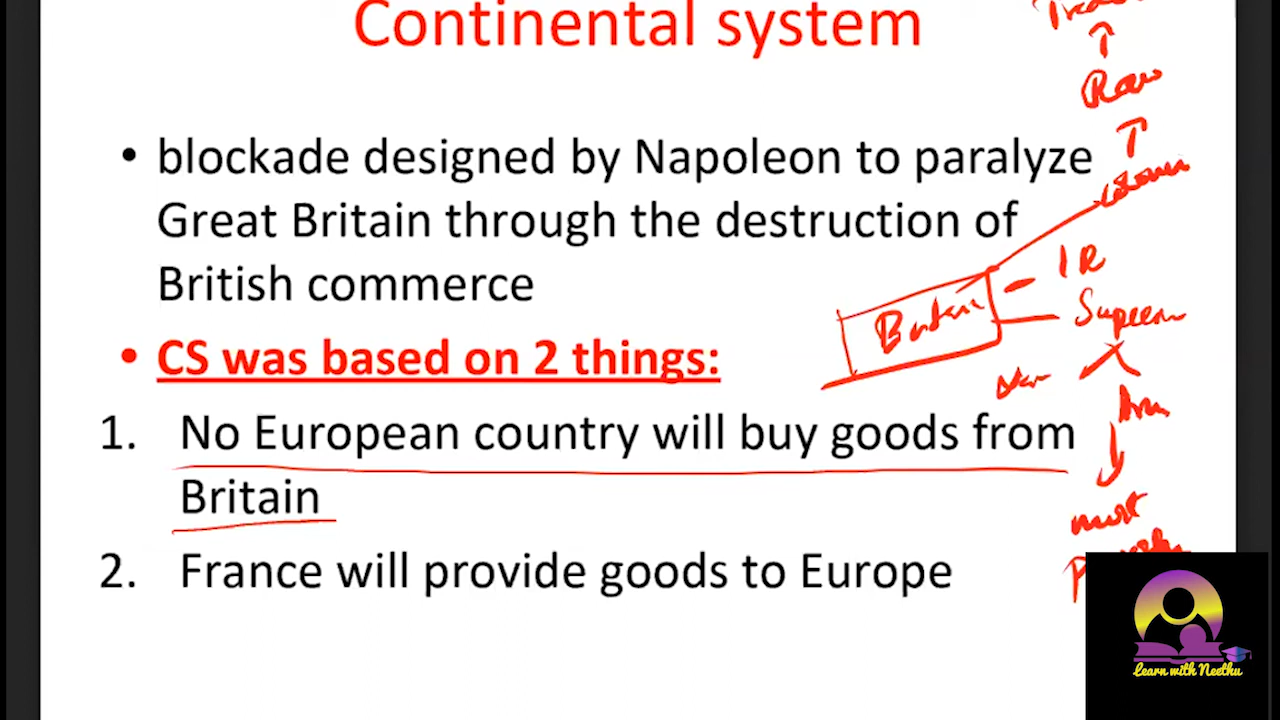 Continental system
• blockade designed by Napoleon to paralyze
Great Britain through the destruction of
British commerce
• CS was based on 2 things:
1. No European country will buy goods from
Britain
2. France will provide goods to Europe
Raw
Britain
IR
must
Learn with Neethu